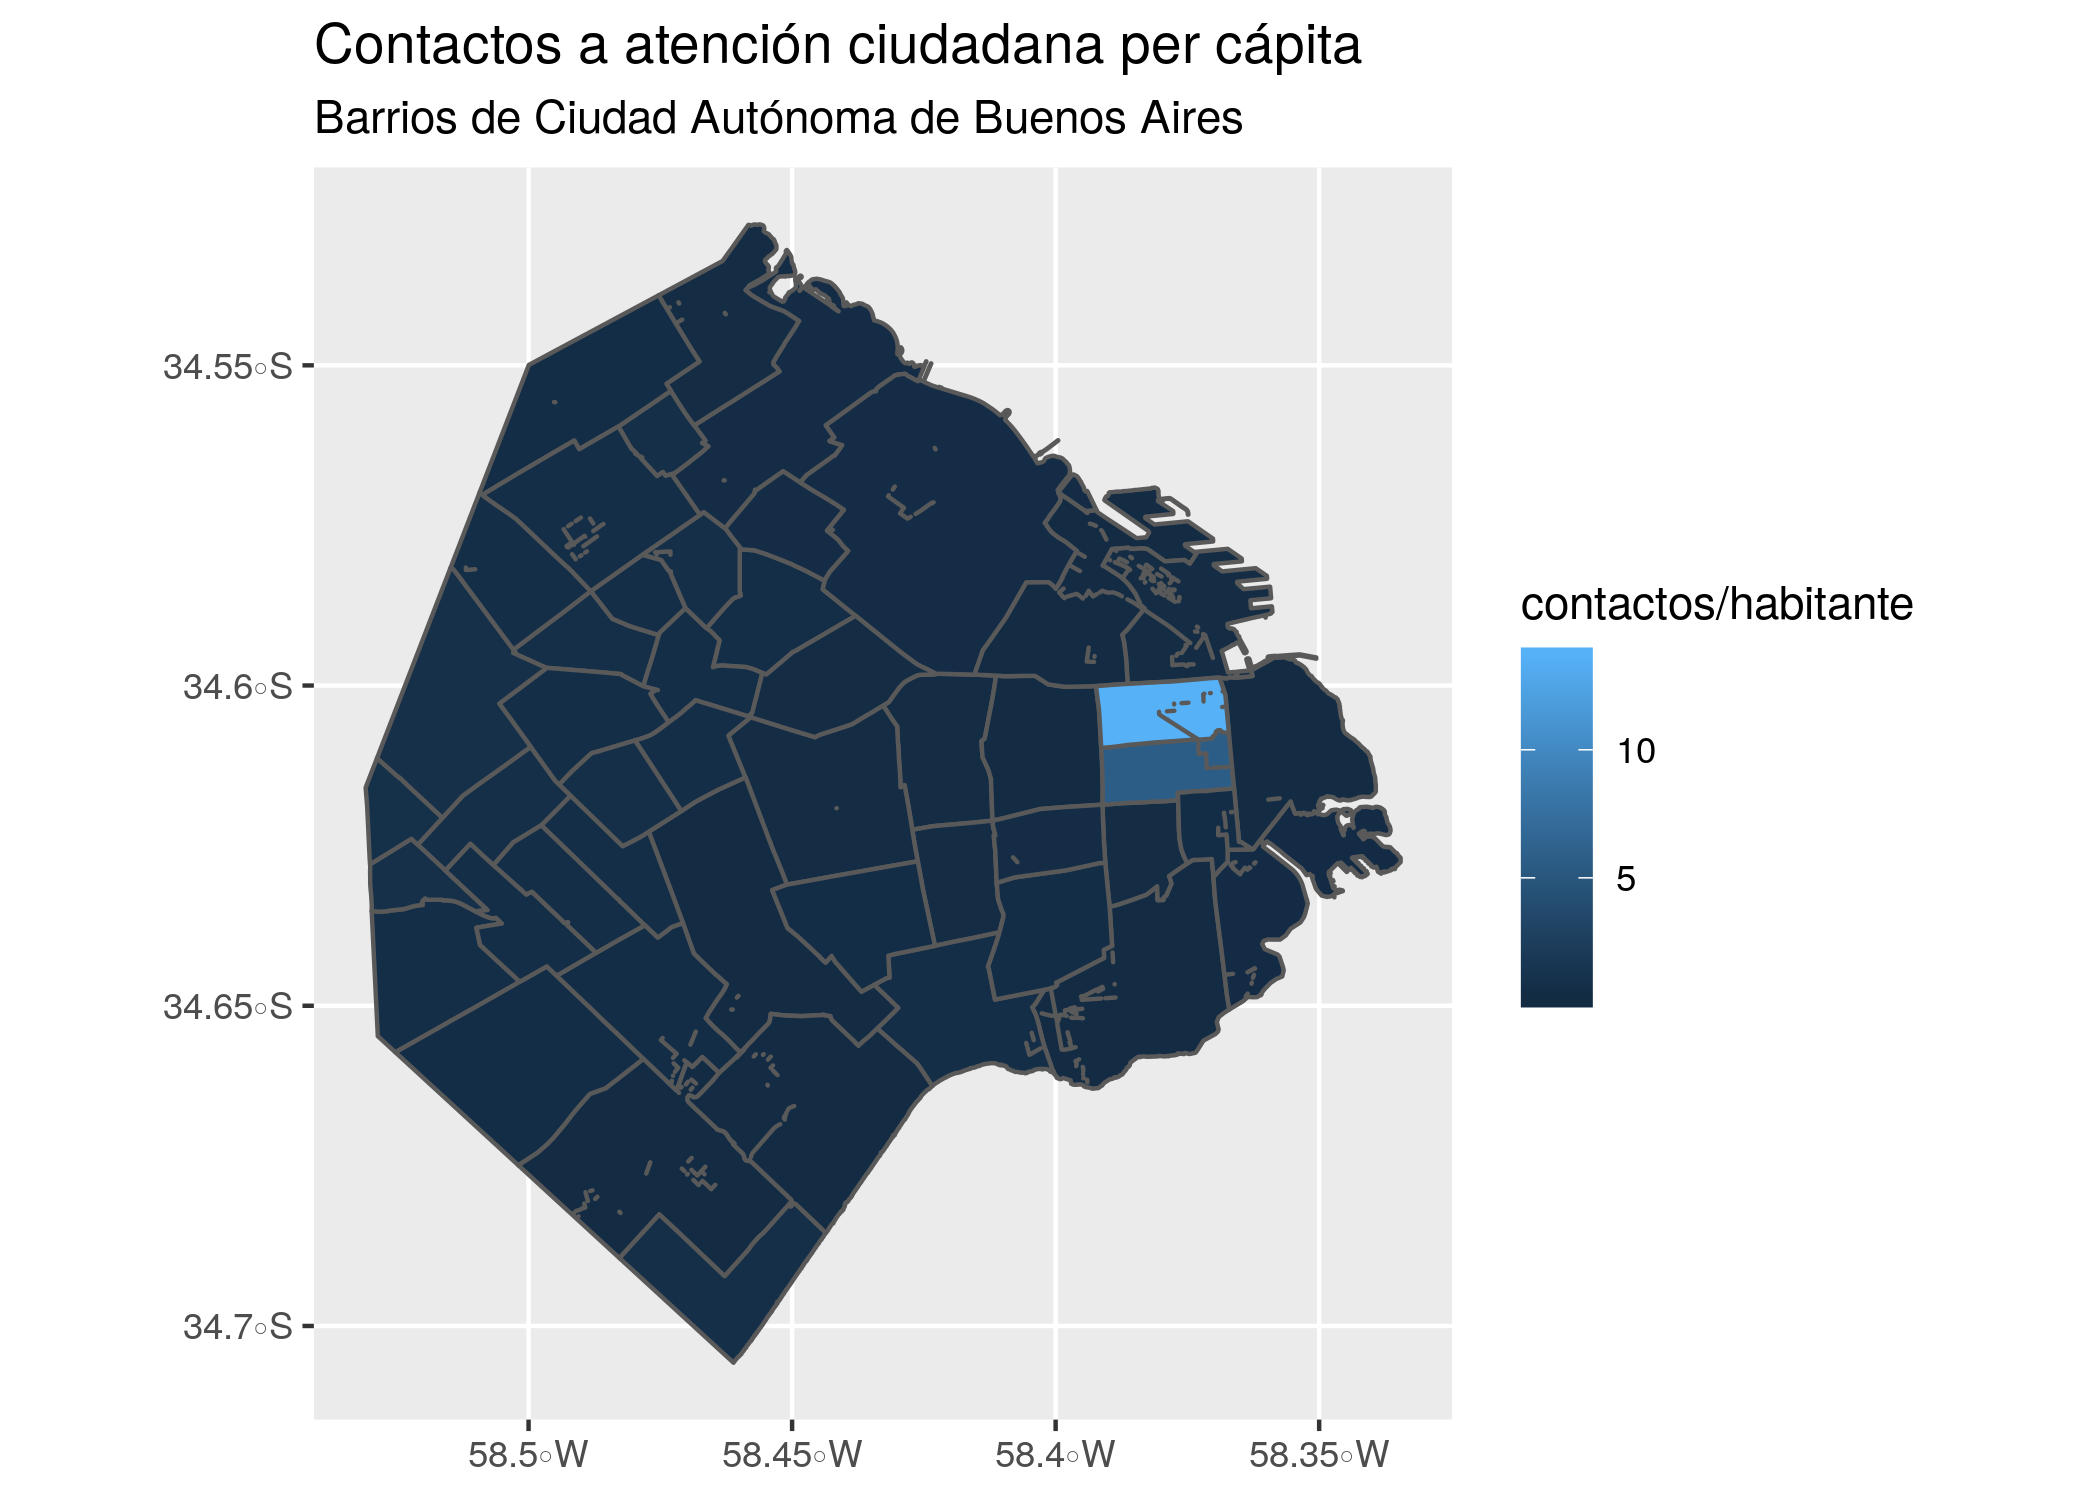 Contactos a atención ciudadana per cápita
Barrios de Ciudad Autónoma de Buenos Aires
34.55◦S
34.6◦S
34.65◦S
34.7◦S
58.5◦W
58.45◦W
58.4◦W
58.35◦W
contactos/habitante
10
5